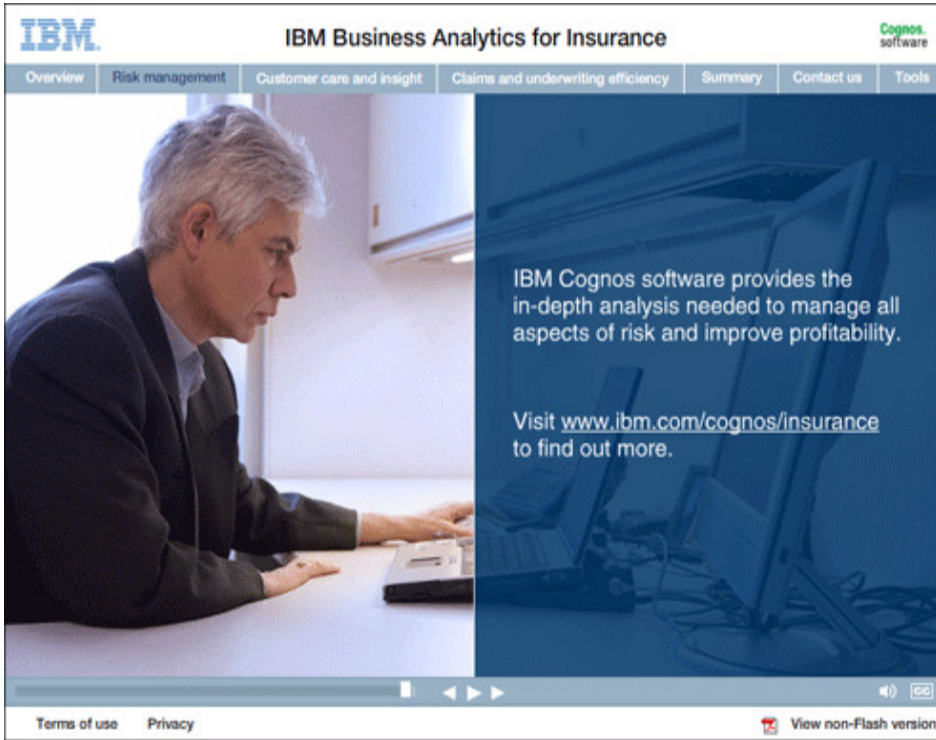 IBM
IBM Business Analytics for Insurance
Cognos.
software
Overview
Risk management
Customer care and insight
Claims and underwriting efficiency
Summary
Contact us
Tools
IBM Cognos software provides the
in-depth analysis needed to manage all
aspects of risk and improve profitability.
Visit www.ibm.com/cognos/insurance
to find out more.
CC
Terms of use
Privacy
View non-Flash version